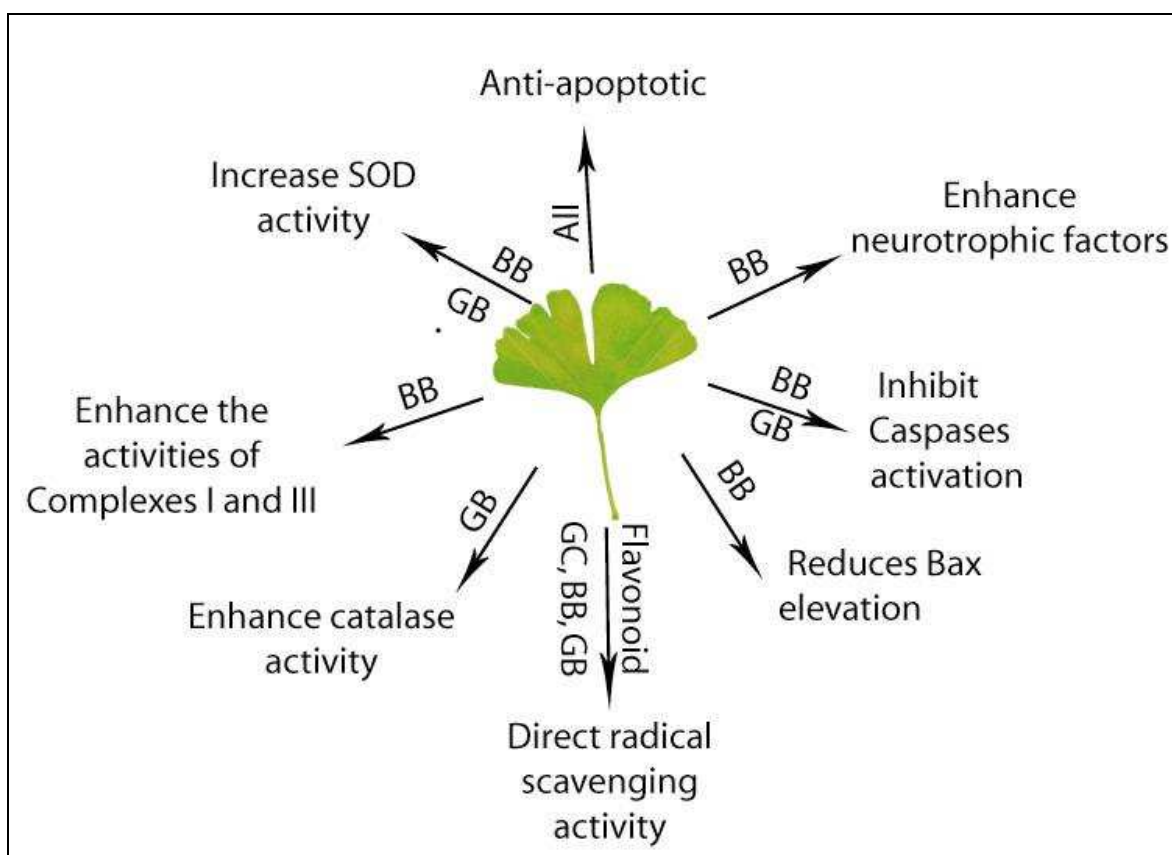 Anti-apoptotic
All
Increase SOD
activity
BB
GB
Enhance
neurotrophic factors
BB
Enhance the
activities of
Complexes I and III
BB
Inhibit
Caspases
activation
BB
GB
Enhance catalase
activity
GB
Reduces Bax
elevation
BB
Flavonoid
GC, BB, GB
Direct radical
scavenging
activity